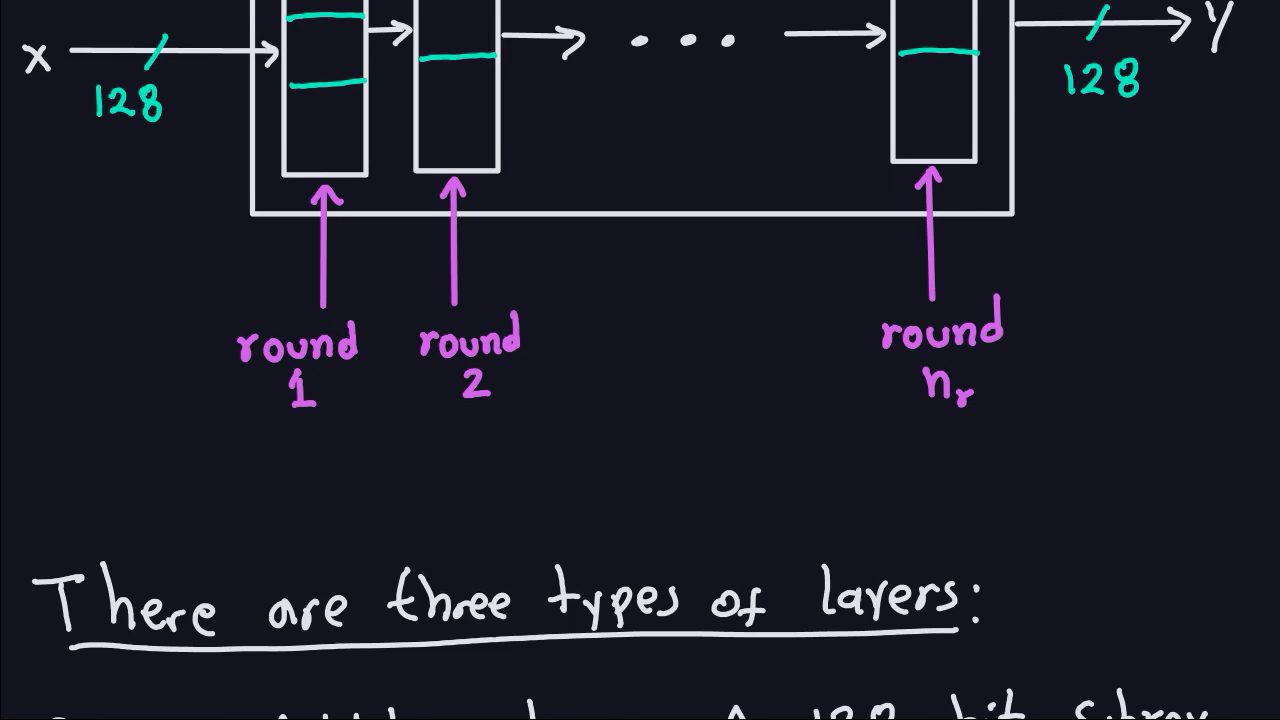 x
128
y
128
round 1
round 2
round nᵣ
There are three types of layers: